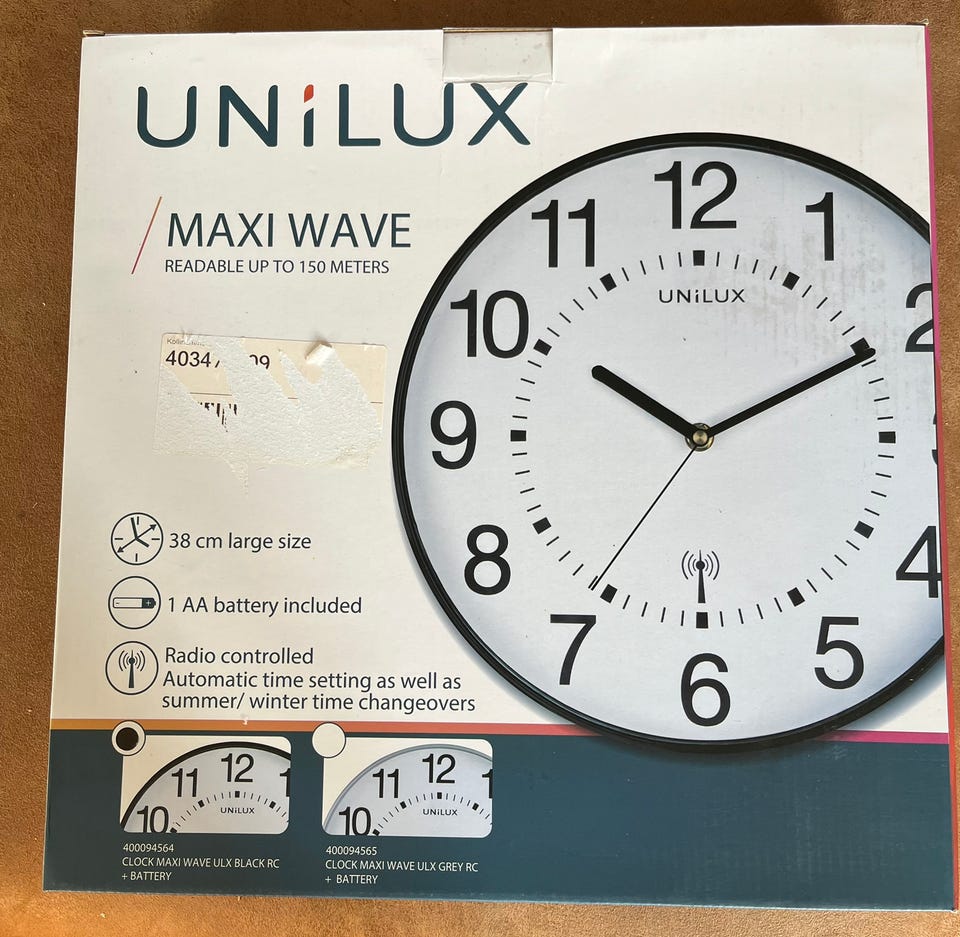 UNiLUX
MAXI WAVE
READABLE UP TO 150 METERS
38 cm large size
1 AA battery included
Radio controlled
Automatic time setting as well as
summer/ winter time changeovers
12
11
1
UNiLUX
10
2
9
8
4
7
5
6
12
11
1
10
UNiLUX
400094564
CLOCK MAXI WAVE ULX BLACK RC
+ BATTERY
12
11
1
10
UNiLUX
400094565
CLOCK MAXI WAVE ULX GREY RC
+ BATTERY